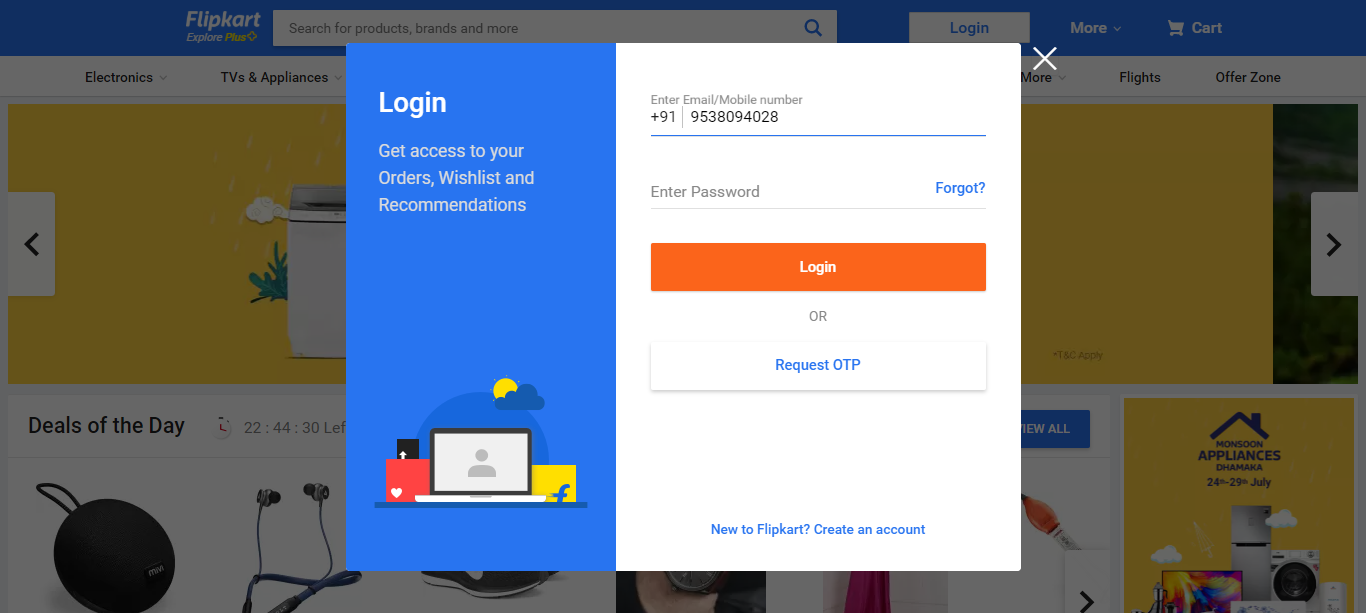 Flipkart
Explore Plus
Search for products, brands and more
Login
More
Cart
Electronics
TVs & Appliances
More
Flights
Offer Zone
Login
Get access to your
Orders, Wishlist and
Recommendations
Enter Email/Mobile number
+91 9538094028
Enter Password
Forgot?
Login
OR
Request OTP
New to Flipkart? Create an account
*T&C Apply
Deals of the Day
22 : 44 : 30 Lef
VIEW ALL
MONSOON
APPLIANCES
DHAMAKA
24th-29th July
mivi